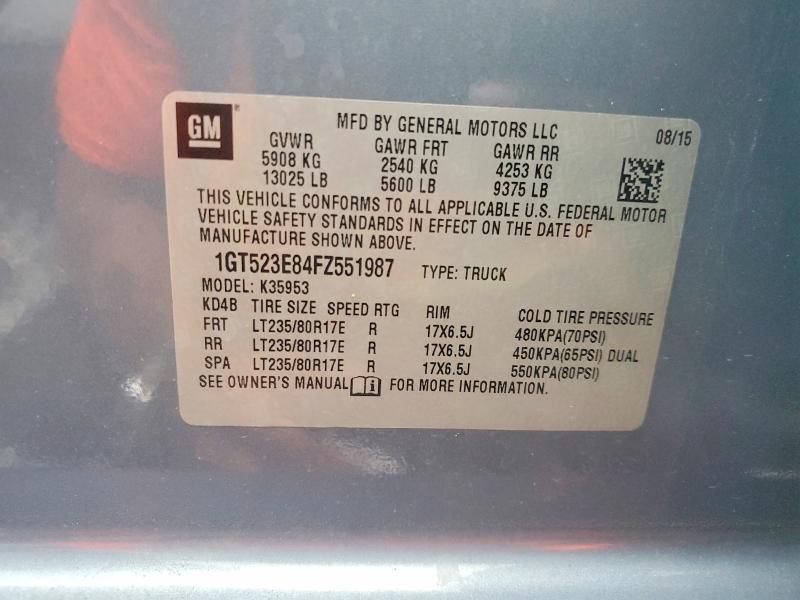 GM ®
MFD BY GENERAL MOTORS LLC 08/15
GVWR GAWR FRT GAWR RR
5908 KG 2540 KG 4253 KG
13025 LB 5600 LB 9375 LB
THIS VEHICLE CONFORMS TO ALL APPLICABLE U.S. FEDERAL MOTOR
VEHICLE SAFETY STANDARDS IN EFFECT ON THE DATE OF
MANUFACTURE SHOWN ABOVE.
1GT523E84FZ551987 TYPE: TRUCK
MODEL: K35953
KD4B TIRE SIZE SPEED RTG RIM COLD TIRE PRESSURE
FRT LT235/80R17E R 17X6.5J 480KPA(70PSI)
RR LT235/80R17E R 17X6.5J 450KPA(65PSI) DUAL
SPA LT235/80R17E R 17X6.5J 550KPA(80PSI)
SEE OWNER'S MANUAL i FOR MORE INFORMATION.